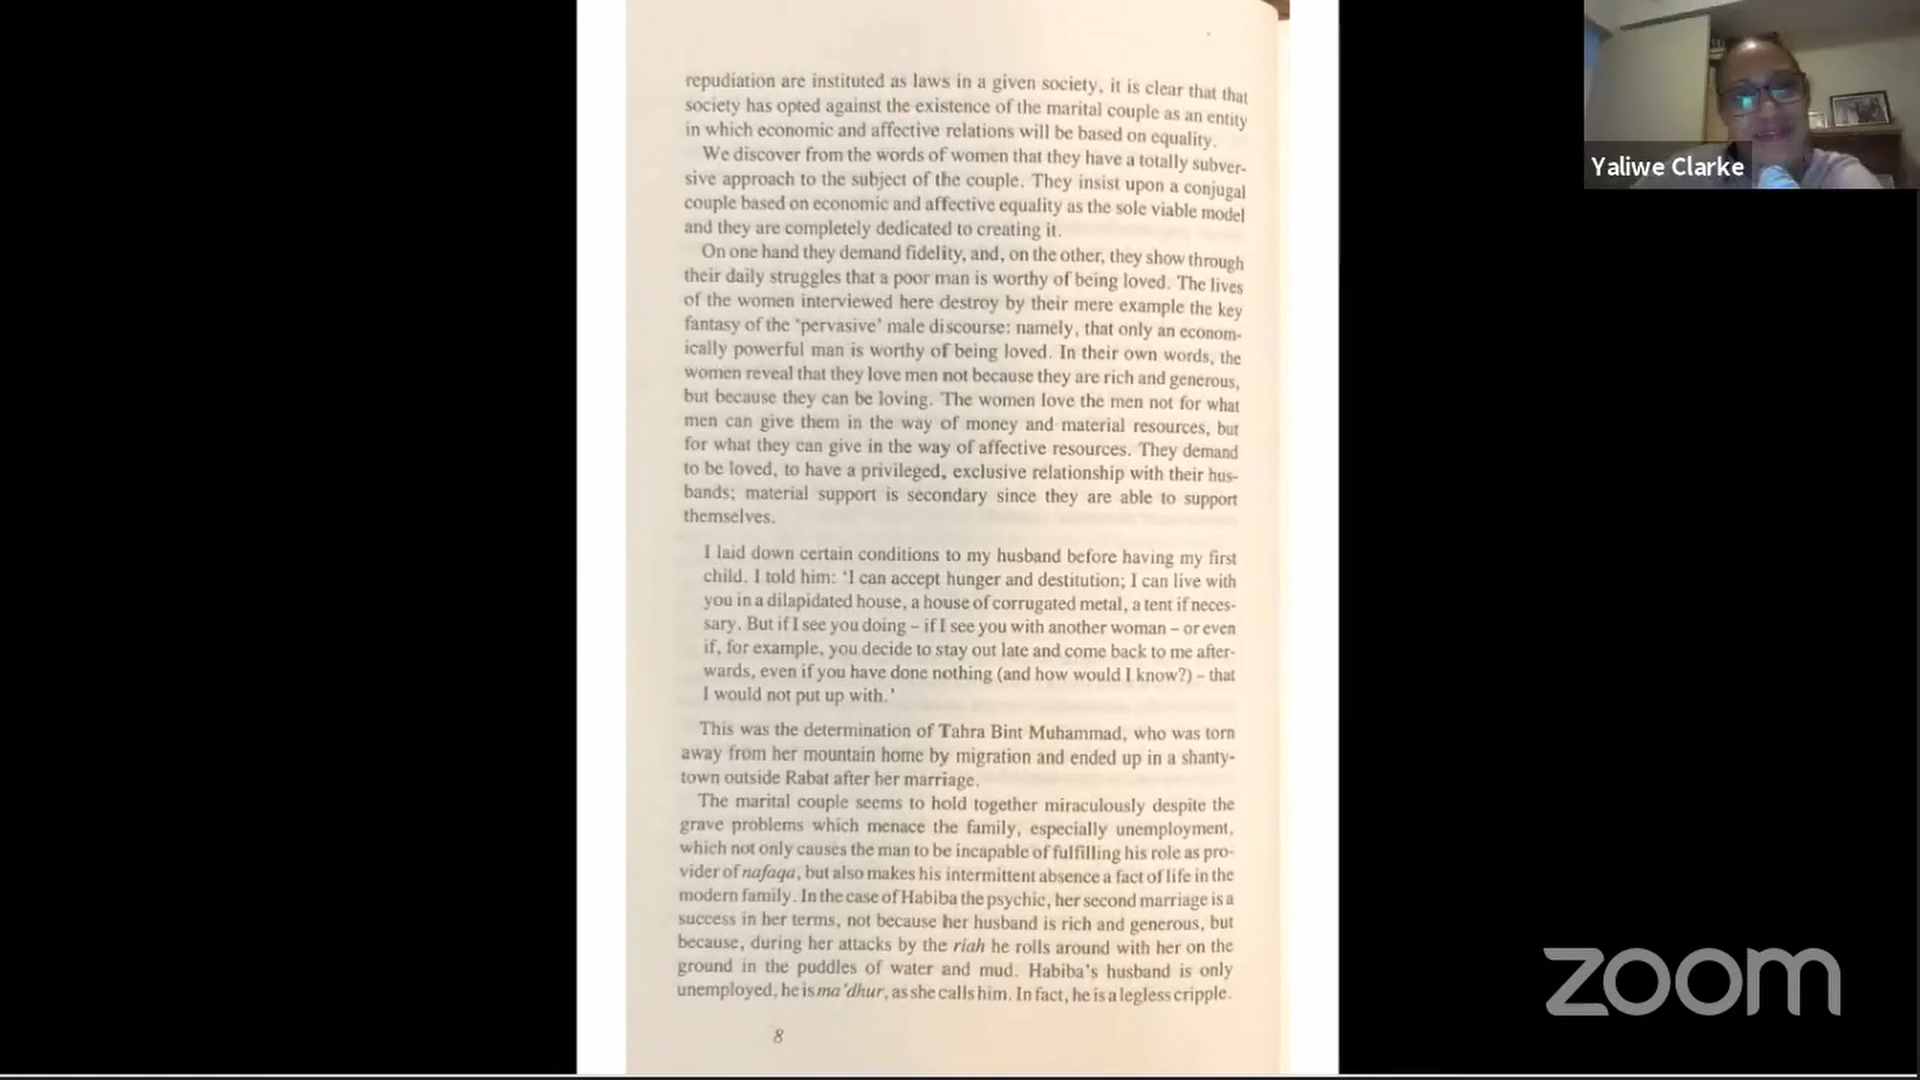 repudiation are instituted as laws in a given society, it is clear that that
society has opted against the existence of the marital couple as an entity
in which economic and affective relations will be based on equality.
We discover from the words of women that they have a totally subver-
sive approach to the subject of the couple. They insist upon a conjugal
couple based on economic and affective equality as the sole viable model
and they are completely dedicated to creating it.
On one hand they demand fidelity, and, on the other, they show through
their daily struggles that a poor man is worthy of being loved. The lives
of the women interviewed here destroy by their mere example the key
fantasy of the 'pervasive' male discourse: namely, that only an econom-
ically powerful man is worthy of being loved. In their own words, the
women reveal that they love men not because they are rich and generous,
but because they can be loving. The women love the men not for what
men can give them in the way of money and material resources, but
for what they can give in the way of affective resources. They demand
to be loved, to have a privileged, exclusive relationship with their hus-
bands; material support is secondary since they are able to support
themselves.
I laid down certain conditions to my husband before having my first
child. I told him: 'I can accept hunger and destitution; I can live with
you in a dilapidated house, a house of corrugated metal, a tent if neces-
sary. But if I see you doing – if I see you with another woman – or even
if, for example, you decide to stay out late and come back to me after-
wards, even if you have done nothing (and how would I know?) – that
I would not put up with.'
This was the determination of Tahra Bint Muhammad, who was torn
away from her mountain home by migration and ended up in a shanty-
town outside Rabat after her marriage.
The marital couple seems to hold together miraculously despite the
grave problems which menace the family, especially unemployment,
which not only causes the man to be incapable of fulfilling his role as pro-
vider of nafaqa, but also makes his intermittent absence a fact of life in the
modern family. In the case of Habiba the psychic, her second marriage is a
success in her terms, not because her husband is rich and generous, but
because, during her attacks by the riah he rolls around with her on the
ground in the puddles of water and mud. Habiba's husband is only
unemployed, he is ma'dhur, as she calls him. In fact, he is a legless cripple.
8
Yaliwe Clarke
zoom